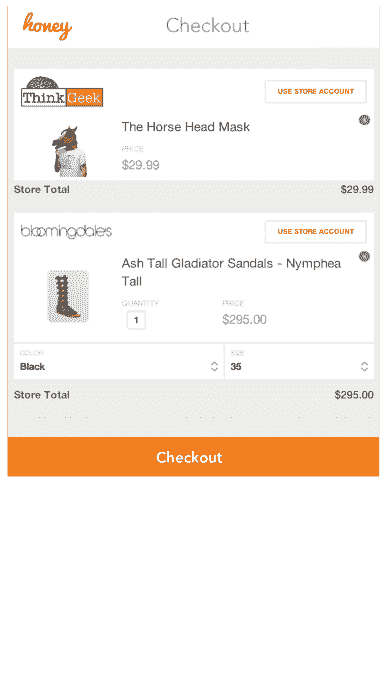 honey
Checkout
ThinkGeek
USE STORE ACCOUNT
The Horse Head Mask
PRICE
$29.99
Store Total
$29.99
bloomingdale's
USE STORE ACCOUNT
Ash Tall Gladiator Sandals - Nymphea
Tall
QUANTITY
PRICE
1
$295.00
COLOR
SIZE
Black
35
Store Total
$295.00
Checkout